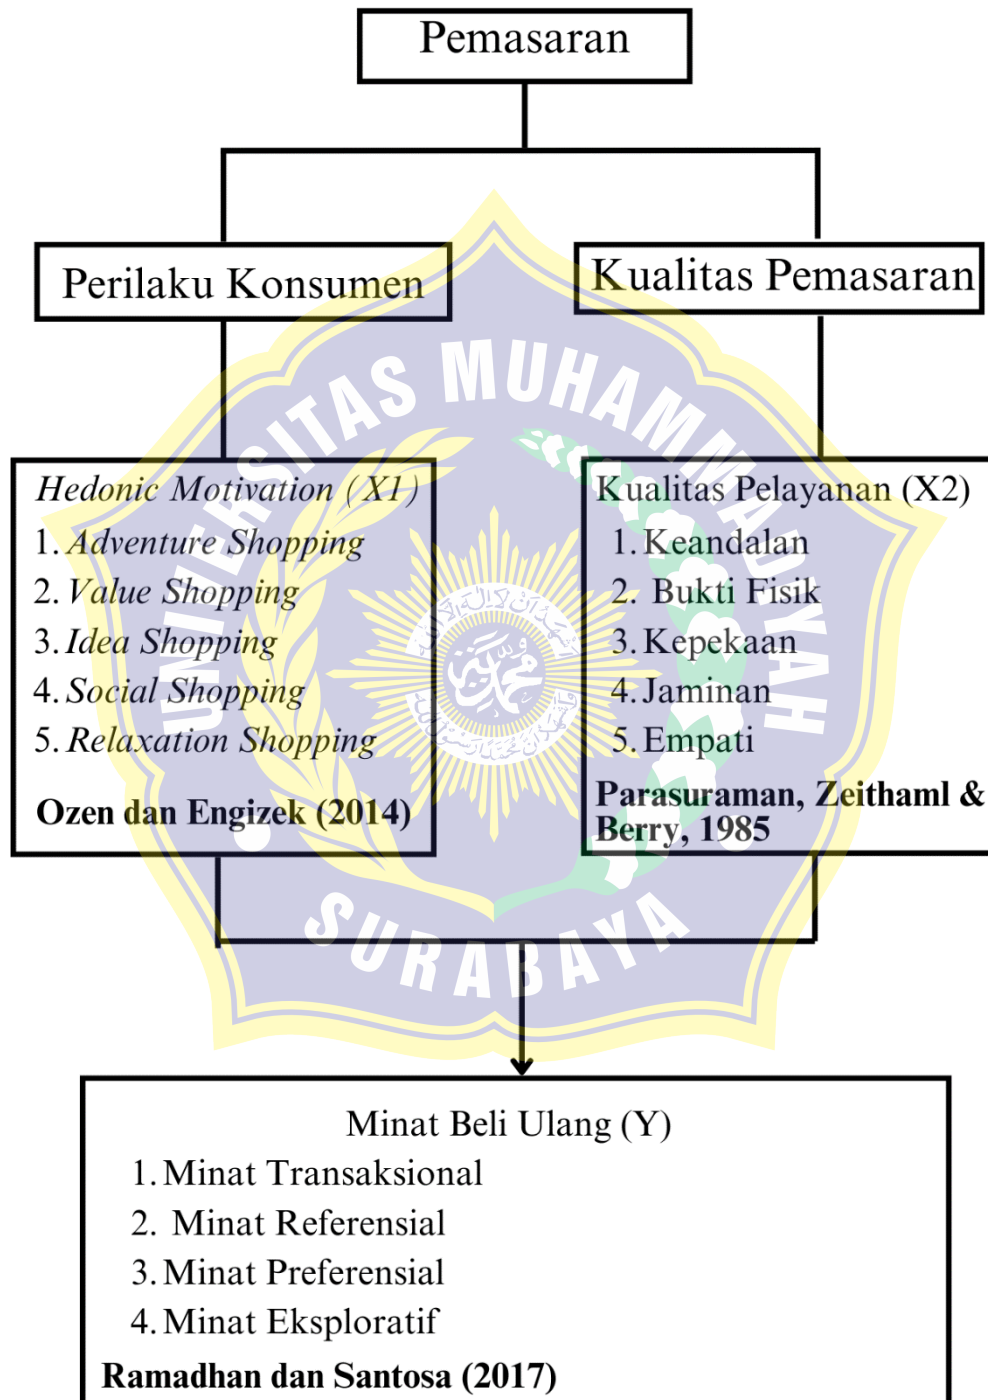 Pemasaran
Perilaku Konsumen
Kualitas Pemasaran
Hedonic Motivation (X1)
1. Adventure Shopping
2. Value Shopping
3. Idea Shopping
4. Social Shopping
5. Relaxation Shopping
Ozen dan Engizek (2014)
Kualitas Pelayanan (X2)
1. Keandalan
2. Bukti Fisik
3. Kepekaan
4. Jaminan
5. Empati
Parasuraman, Zeithaml &
Berry, 1985
UNIVERSITAS MUHAMMADIYAH
SURABAYA
Minat Beli Ulang (Y)
1. Minat Transaksional
2. Minat Referensial
3. Minat Preferensial
4. Minat Eksploratif
Ramadhan dan Santosa (2017)